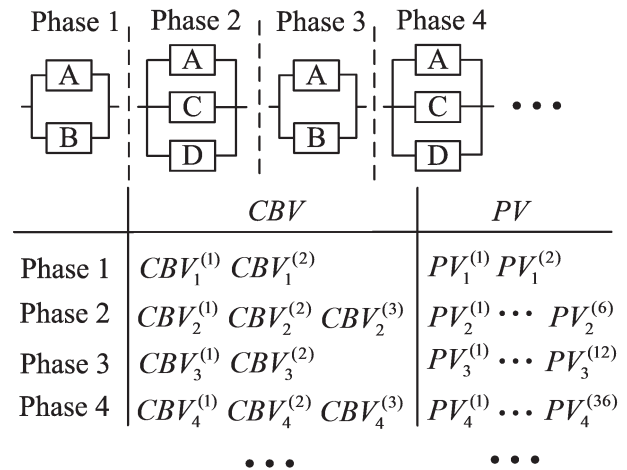 Phase 1 Phase 2 Phase 3 Phase 4
A A A A
C C
B D B D
...
CBV PV
Phase 1 CBV₁⁽¹⁾ CBV₁⁽²⁾ PV₁⁽¹⁾ PV₁⁽²⁾
Phase 2 CBV₂⁽¹⁾ CBV₂⁽²⁾ CBV₂⁽³⁾ PV₂⁽¹⁾ ... PV₂⁽⁶⁾
Phase 3 CBV₃⁽¹⁾ CBV₃⁽²⁾ PV₃⁽¹⁾ ... PV₃⁽¹²⁾
Phase 4 CBV₄⁽¹⁾ CBV₄⁽²⁾ CBV₄⁽³⁾ PV₄⁽¹⁾ ... PV₄⁽³⁶⁾
... ...